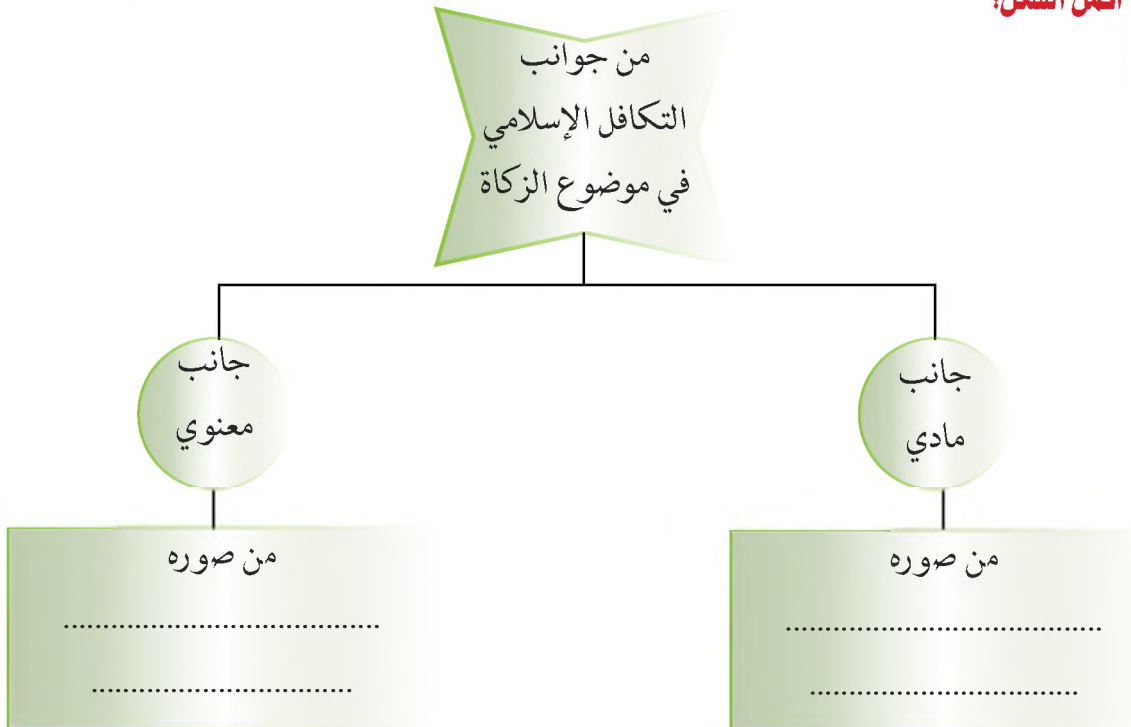 من جوانب
التكافل الإسلامي
في موضوع الزكاة
جانب
مادي
جانب
معنوي
من صوره
......................................
................................
من صوره
......................................
...............................